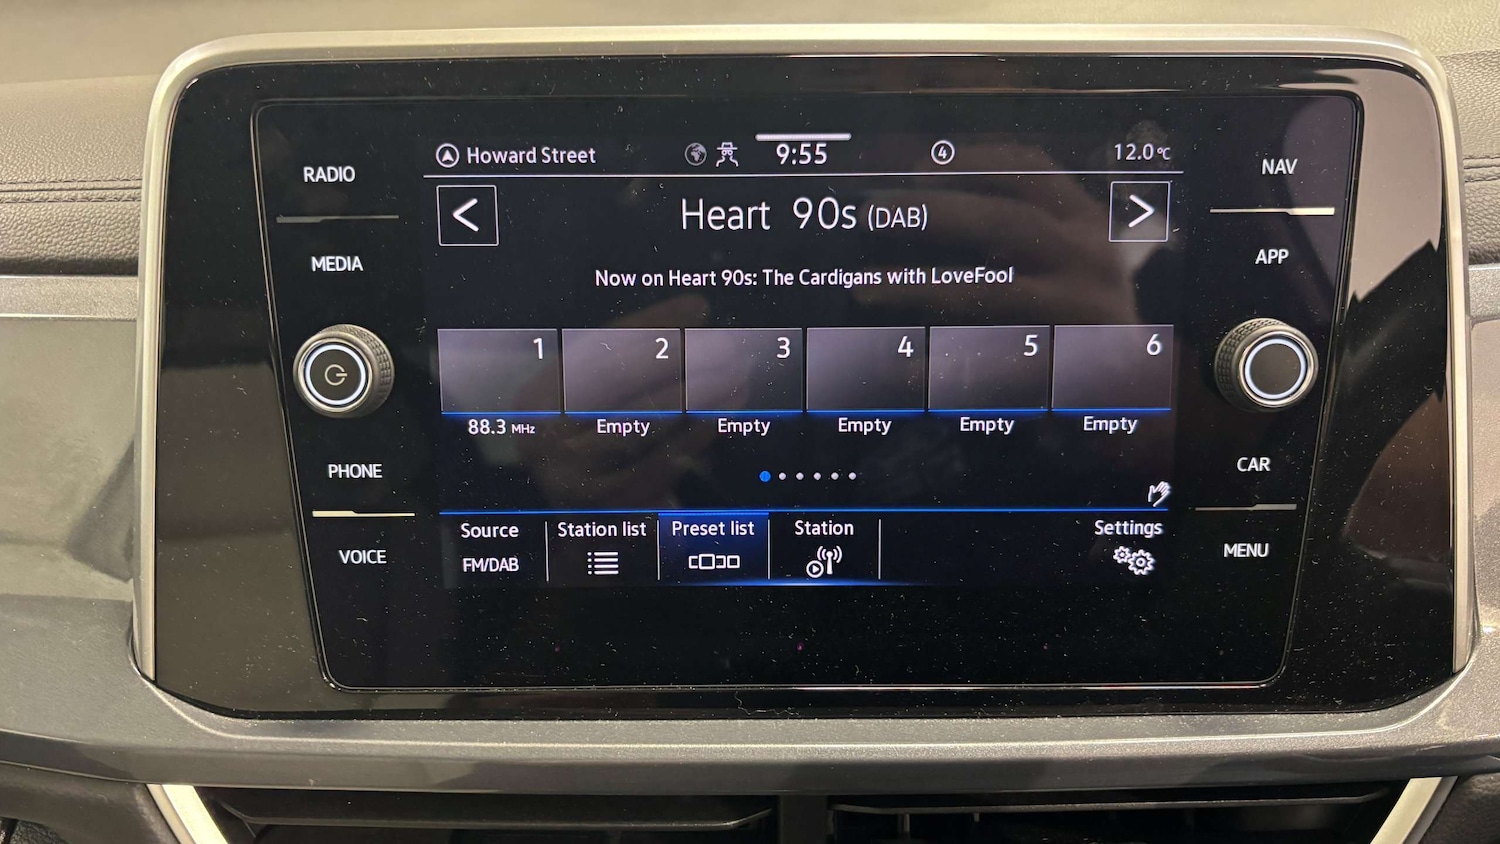 RADIO
MEDIA
PHONE
VOICE
Howard Street
9:55
4
12.0°C
Heart 90s (DAB)
Now on Heart 90s: The Cardigans with LoveFool
1 2 3 4 5 6
88.3 MHz Empty Empty Empty Empty Empty
Source Station list Preset list Station Settings
FM/DAB
NAV
APP
CAR
MENU